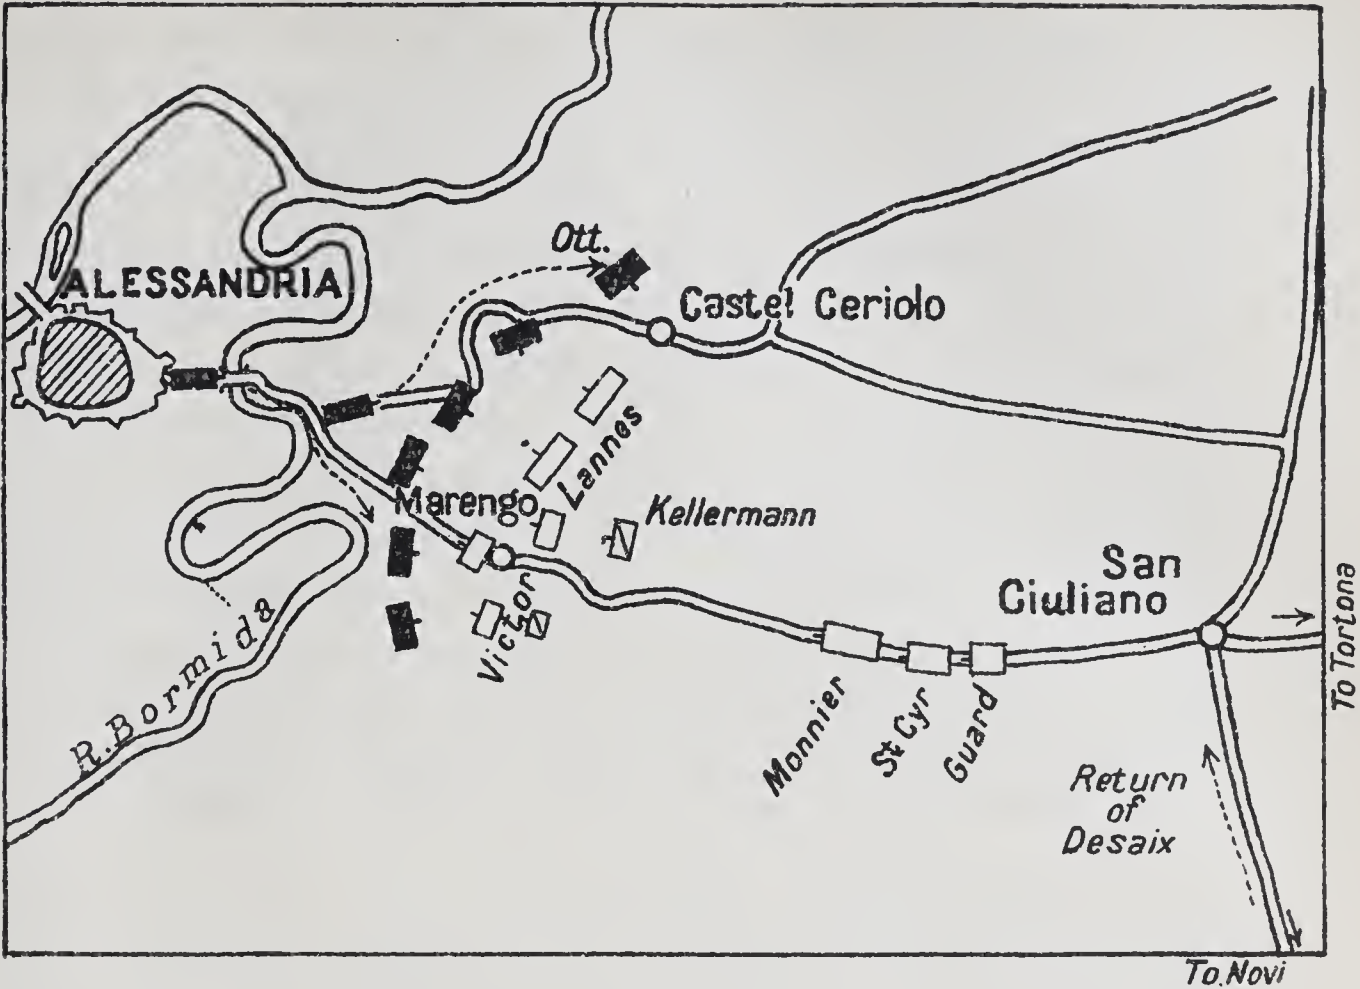 Ott.
ALESSANDRIA
Castel Ceriolo
Lannes
Marengo
Kellermann
San
Giuliano
Victor
R. Bormida
To Tortona
Monnier
St Cyr
Guard
Return
of
Desaix
To.Novi